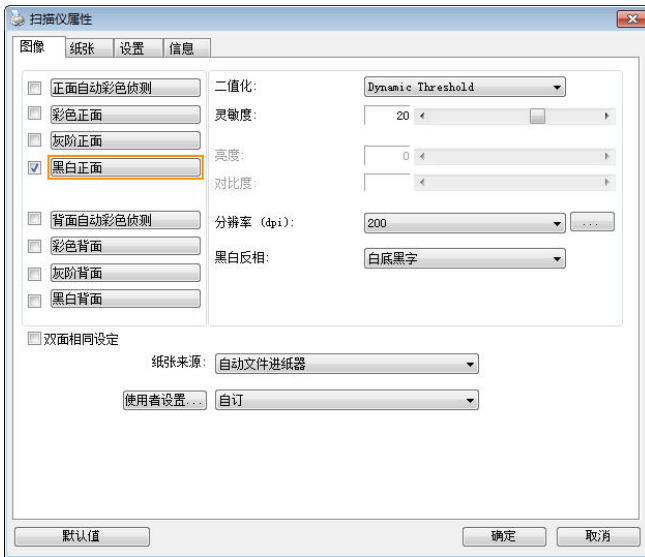 扫描仪属性
图像 纸张 设置 信息
正面自动彩色侦测
彩色正面
灰阶正面
黑白正面
背面自动彩色侦测
彩色背面
灰阶背面
黑白背面
二值化: Dynamic Threshold
灵敏度: 20
亮度: 0
对比度:
分辨率 (dpi): 200 ...
黑白反相: 白底黑字
双面相同设定
纸张来源: 自动文件进纸器
使用者设置... 自订
默认值 确定 取消